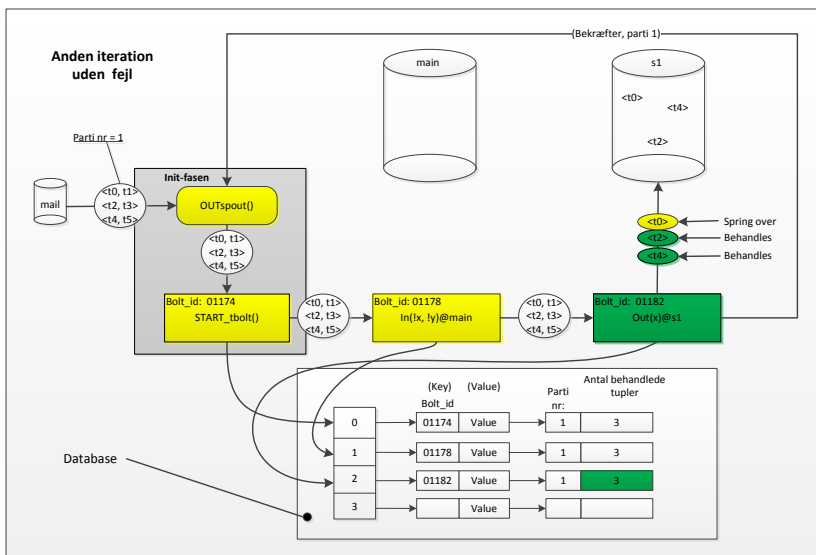 (Bekræfter, parti 1)
Anden iteration
uden fejl
main
s1
<t0>
<t4>
<t2>
Parti nr = 1
Init-fasen
mail
<t0, t1>
<t2, t3>
<t4, t5>
OUTspout()
<t0, t1>
<t2, t3>
<t4, t5>
<t0> Spring over
<t2> Behandles
<t4> Behandles
Bolt_id: 01174
START_tbolt()
<t0, t1>
<t2, t3>
<t4, t5>
Bolt_id: 01178
In(!x, !y)@main
<t0, t1>
<t2, t3>
<t4, t5>
Bolt_id: 01182
Out(x)@s1
(Key) (Value) Parti Antal behandlede
Bolt_id nr: tupler
0 01174 Value 1 3
1 01178 Value 1 3
2 01182 Value 1 3
3 Value
Database